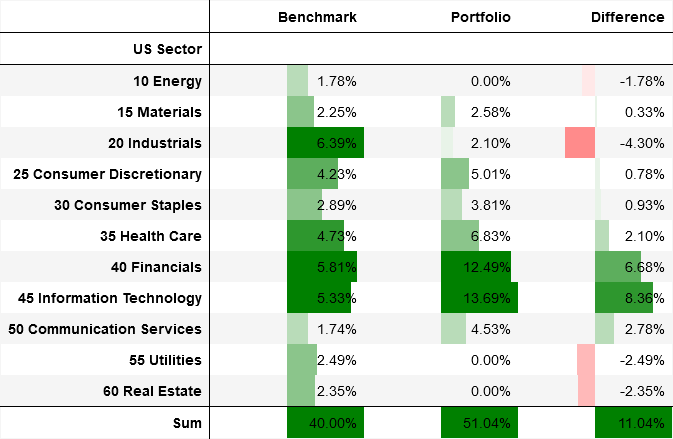 Benchmark Portfolio Difference
US Sector
10 Energy 1.78% 0.00% -1.78%
15 Materials 2.25% 2.58% 0.33%
20 Industrials 6.39% 2.10% -4.30%
25 Consumer Discretionary 4.23% 5.01% 0.78%
30 Consumer Staples 2.89% 3.81% 0.93%
35 Health Care 4.73% 6.83% 2.10%
40 Financials 5.81% 12.49% 6.68%
45 Information Technology 5.33% 13.69% 8.36%
50 Communication Services 1.74% 4.53% 2.78%
55 Utilities 2.49% 0.00% -2.49%
60 Real Estate 2.35% 0.00% -2.35%
Sum 40.00% 51.04% 11.04%